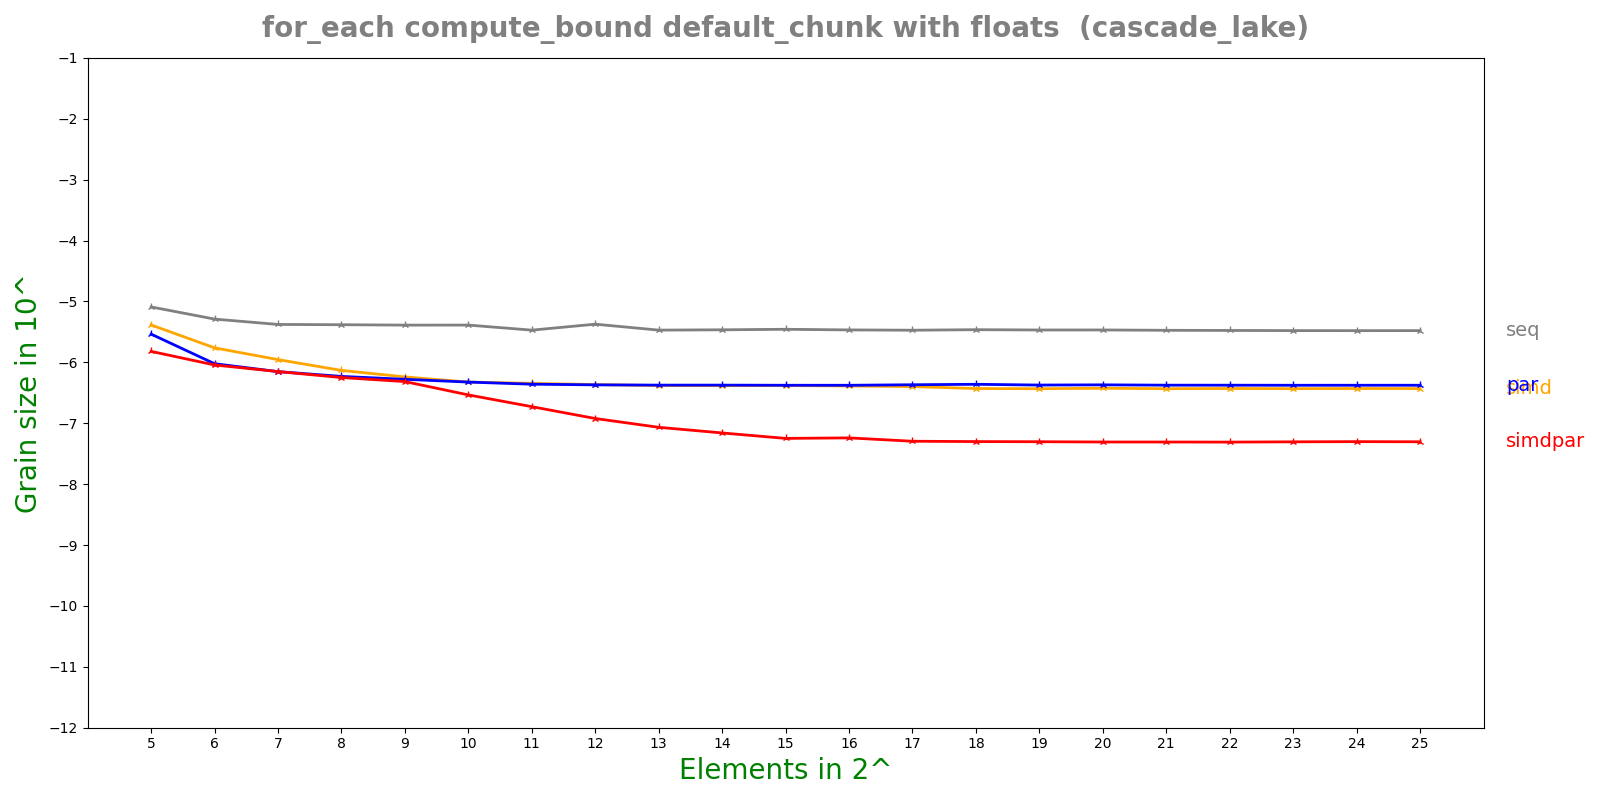 for_each compute_bound default_chunk with floats (cascade_lake)
Grain size in 10^
−1
−2
−3
−4
−5
−6
−7
−8
−9
−10
−11
−12
seq
par
simd
simdpar
5 6 7 8 9 10 11 12 13 14 15 16 17 18 19 20 21 22 23 24 25
Elements in 2^